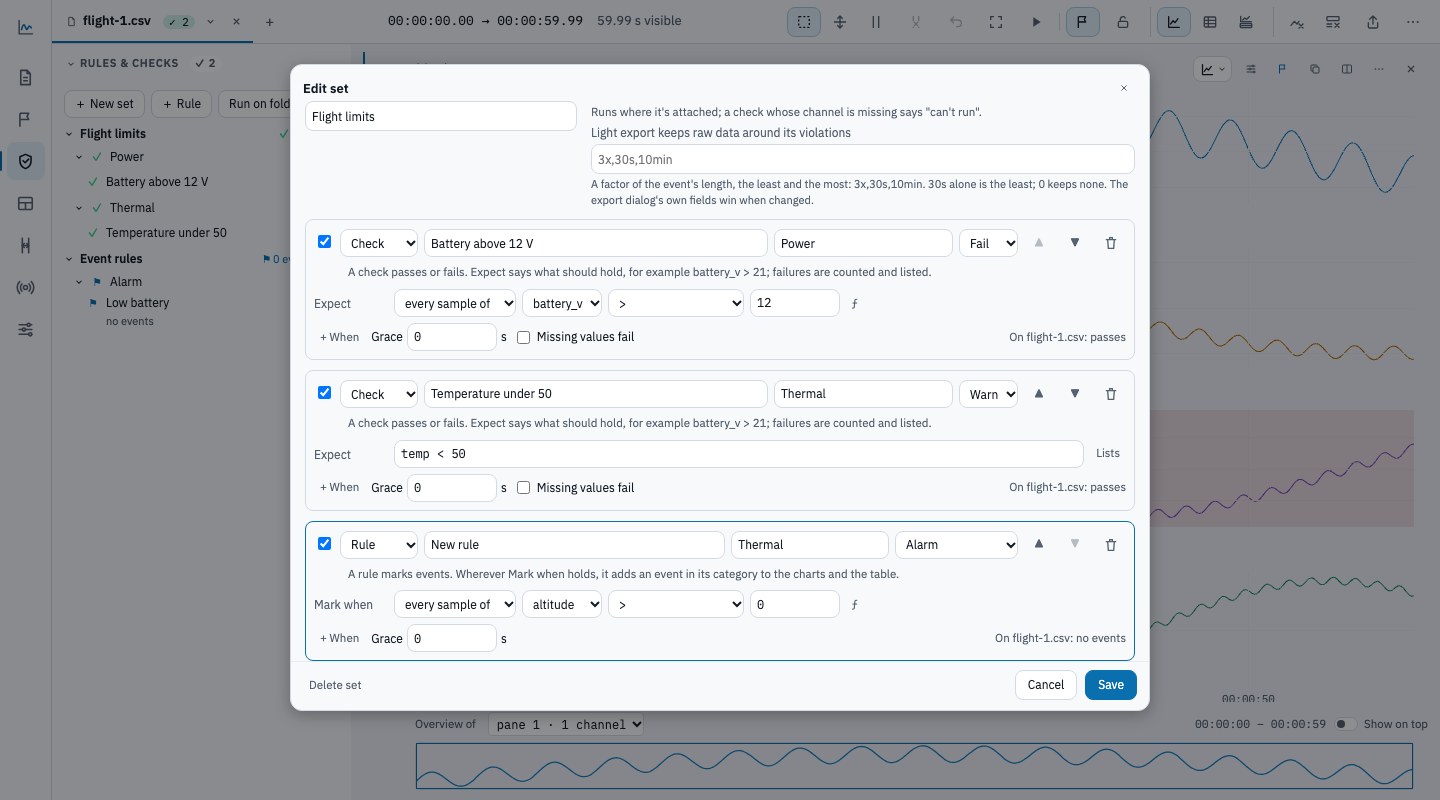 flight-1.csv ✓ 2
00:00:00.00 → 00:00:59.99 59.99 s visible
RULES & CHECKS ✓ 2
+ New set + Rule Run on fold
Flight limits
Power
Battery above 12 V
Thermal
Temperature under 50
Event rules 0 ev
Alarm
Low battery
no events
Edit set
Flight limits
Runs where it's attached; a check whose channel is missing says "can't run".
Light export keeps raw data around its violations
3x,30s,10min
A factor of the event's length, the least and the most: 3x,30s,10min. 30s alone is the least; 0 keeps none. The
export dialog's own fields win when changed.
Check Battery above 12 V Power Fail
A check passes or fails. Expect says what should hold, for example battery_v > 21; failures are counted and listed.
Expect every sample of battery_v > 12 ƒ
+ When Grace 0 s Missing values fail On flight-1.csv: passes
Check Temperature under 50 Thermal Warn
A check passes or fails. Expect says what should hold, for example battery_v > 21; failures are counted and listed.
Expect temp < 50 Lists
+ When Grace 0 s Missing values fail On flight-1.csv: passes
Rule New rule Thermal Alarm
A rule marks events. Wherever Mark when holds, it adds an event in its category to the charts and the table.
Mark when every sample of altitude > 0 ƒ
+ When Grace 0 s On flight-1.csv: no events
Delete set Cancel Save
00:00:50
Overview of pane 1 · 1 channel 00:00:00 – 00:00:59 Show on top